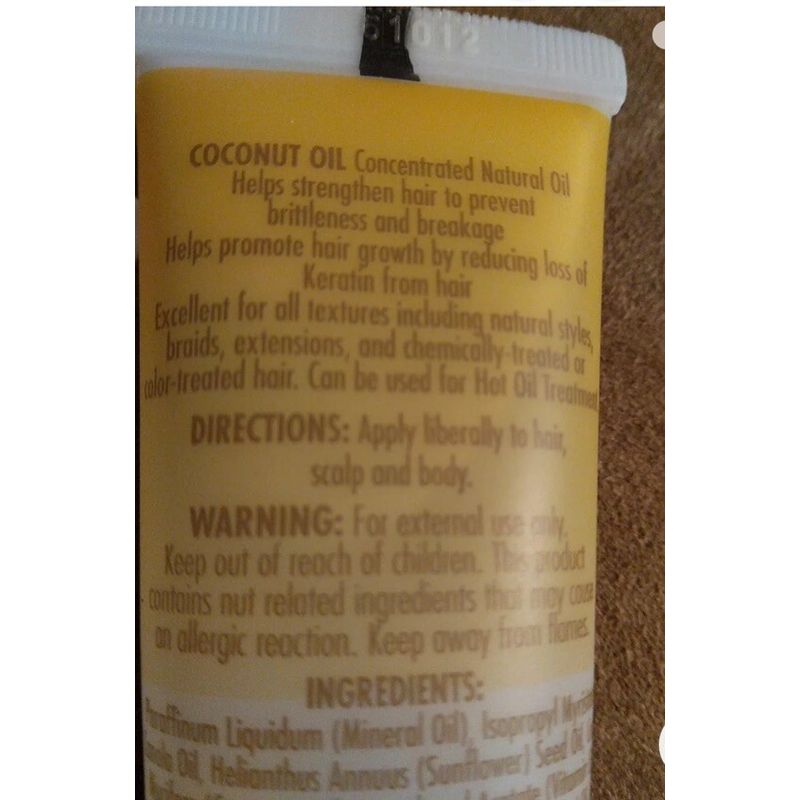 51012
COCONUT OIL Concentrated Natural Oil
Helps strengthen hair to prevent
brittleness and breakage
Helps promote hair growth by reducing loss of
Keratin from hair
Excellent for all textures including natural styles,
braids, extensions, and chemically-treated or
color-treated hair. Can be used for Hot Oil Treatment
DIRECTIONS: Apply liberally to hair,
scalp and body.
WARNING: For external use only.
Keep out of reach of children. This product
contains nut related ingredients that may cause
an allergic reaction. Keep away from flames.
INGREDIENTS:
Paraffinum Liquidum (Mineral Oil), Isopropyl
Oil, Helianthus Annuus (Sunflower) Seed Oil,